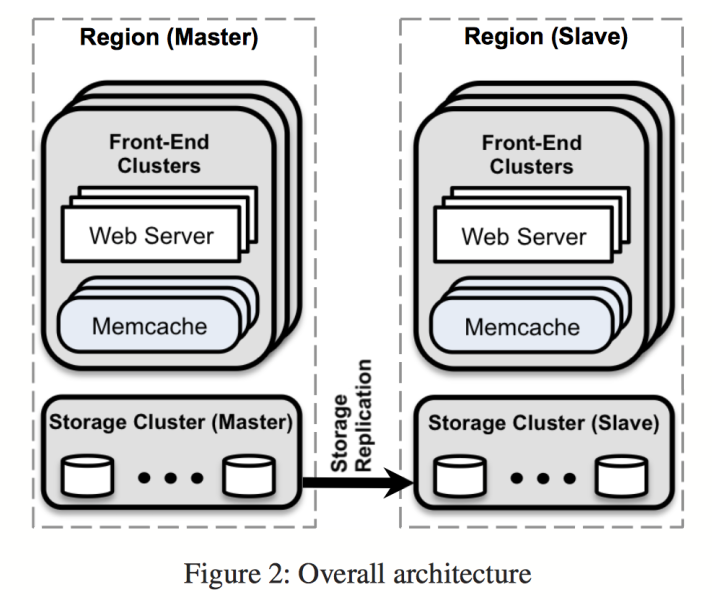 Region (Master)
Front-End
Clusters
Web Server
Memcache
Storage Cluster (Master)
Storage
Replication
Region (Slave)
Front-End
Clusters
Web Server
Memcache
Storage Cluster (Slave)
Figure 2: Overall architecture